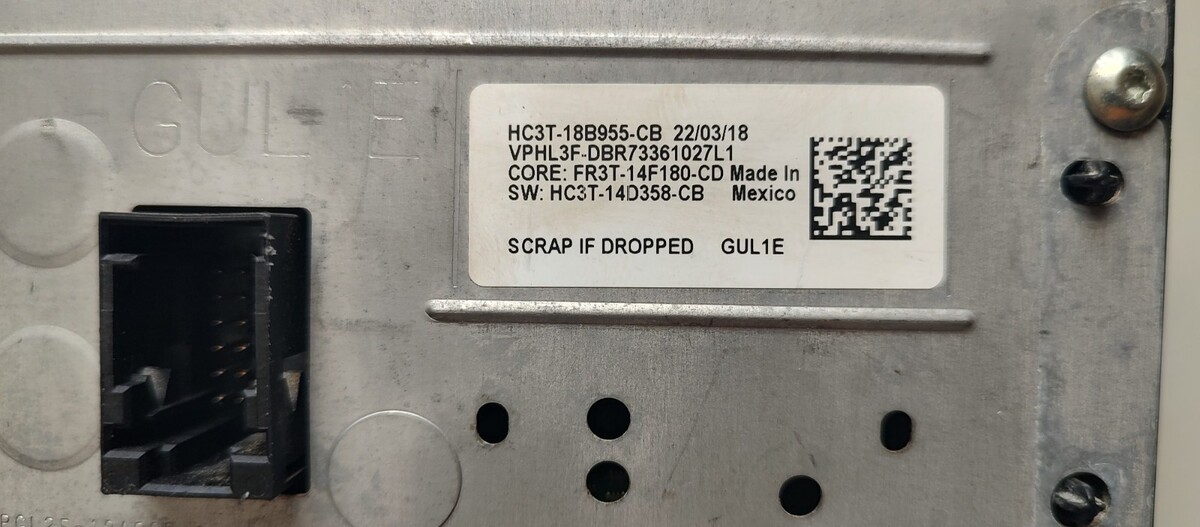 GUL E
HC3T-18B955-CB 22/03/18
VPHL3F-DBR73361027L1
CORE: FR3T-14F180-CD Made In
SW: HC3T-14D358-CB Mexico
SCRAP IF DROPPED GUL1E